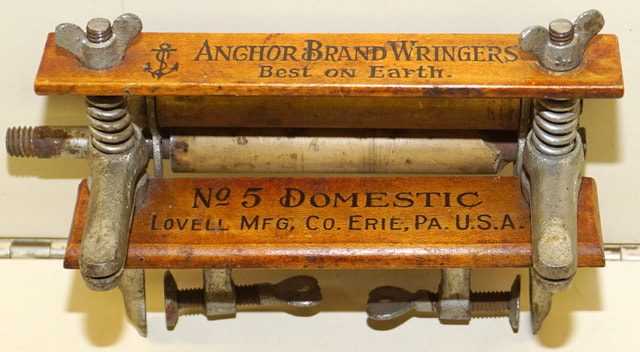 ANCHOR BRAND WRINGERS
Best on Earth.
No 5 DOMESTIC
LOVELL MFG, CO. ERIE, PA. U.S.A.